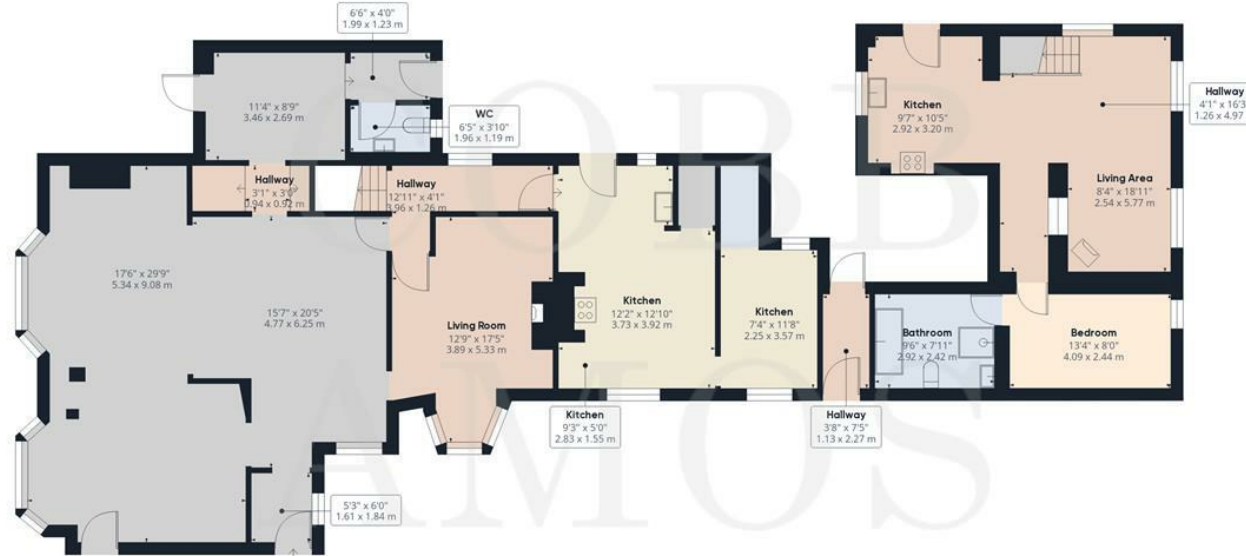 6'6" x 4'0"
1.99 x 1.23 m
11'4" x 8'9"
3.46 x 2.69 m
WC
6'5" x 3'10"
1.96 x 1.19 m
Hallway
3'1" x 3'0"
0.94 x 0.92 m
Hallway
12'11" x 4'1"
3.96 x 1.26 m
17'6" x 29'9"
5.34 x 9.08 m
15'7" x 20'5"
4.77 x 6.25 m
Living Room
12'9" x 17'5"
3.89 x 5.33 m
Kitchen
12'2" x 12'10"
3.73 x 3.92 m
Kitchen
7'4" x 11'8"
2.25 x 3.57 m
Kitchen
9'3" x 5'0"
2.83 x 1.55 m
5'3" x 6'0"
1.61 x 1.84 m
Hallway
3'8" x 7'5"
1.13 x 2.27 m
Bathroom
9'6" x 7'11"
2.92 x 2.42 m
Bedroom
13'4" x 8'0"
4.09 x 2.44 m
Kitchen
9'7" x 10'5"
2.92 x 3.20 m
Hallway
4'1" x 16'3
1.26 x 4.97
Living Area
8'4" x 18'11"
2.54 x 5.77 m
COBB
AMOS